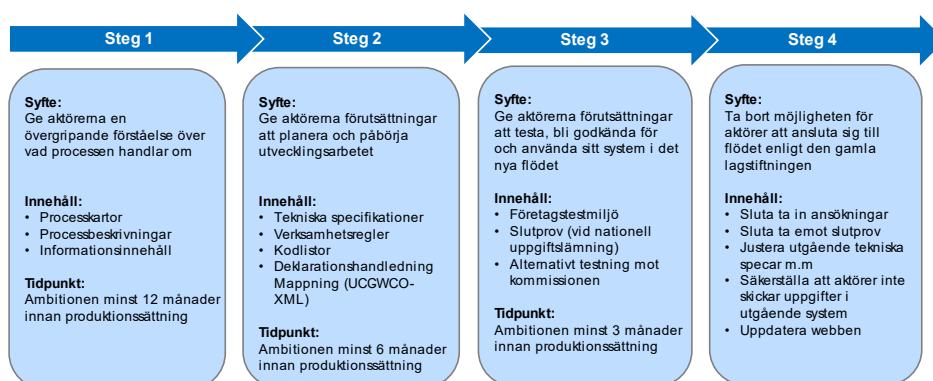 Steg 1
Steg 2
Steg 3
Steg 4
Syfte:
Ge aktörerna en
övergripande förståelse över
vad processen handlar om
Innehåll:
• Processkartor
• Processbeskrivningar
• Informationsinnehåll
Tidpunkt:
Ambitionen minst 12 månader
innan produktionssättning
Syfte:
Ge aktörerna förutsättningar
att planera och påbörja
utvecklingsarbetet
Innehåll:
• Tekniska specifikationer
• Verksamhetsregler
• Kodlistor
• Deklarationshandledning
Mappning (UCGWCO-
XML)
Tidpunkt:
Ambitionen minst 6 månader
innan produktionssättning
Syfte:
Ge aktörerna förutsättningar
att testa, bli godkända för
och använda sitt system i det
nya flödet
Innehåll:
• Företagstestmiljö
• Slutprov (vid nationell
uppgiftslämning)
• Alternativt testning mot
kommissionen
Tidpunkt:
Ambitionen minst 3 månader
innan produktionssättning
Syfte:
Ta bort möjligheten för
aktörer att ansluta sig till
flödet enligt den gamla
lagstiftningen
Innehåll:
• Sluta ta in ansökningar
• Sluta ta emot slutprov
• Justera utgående tekniska
specar m.m
• Säkerställa att aktörer inte
skickar uppgifter i
utgående system
• Uppdatera webben